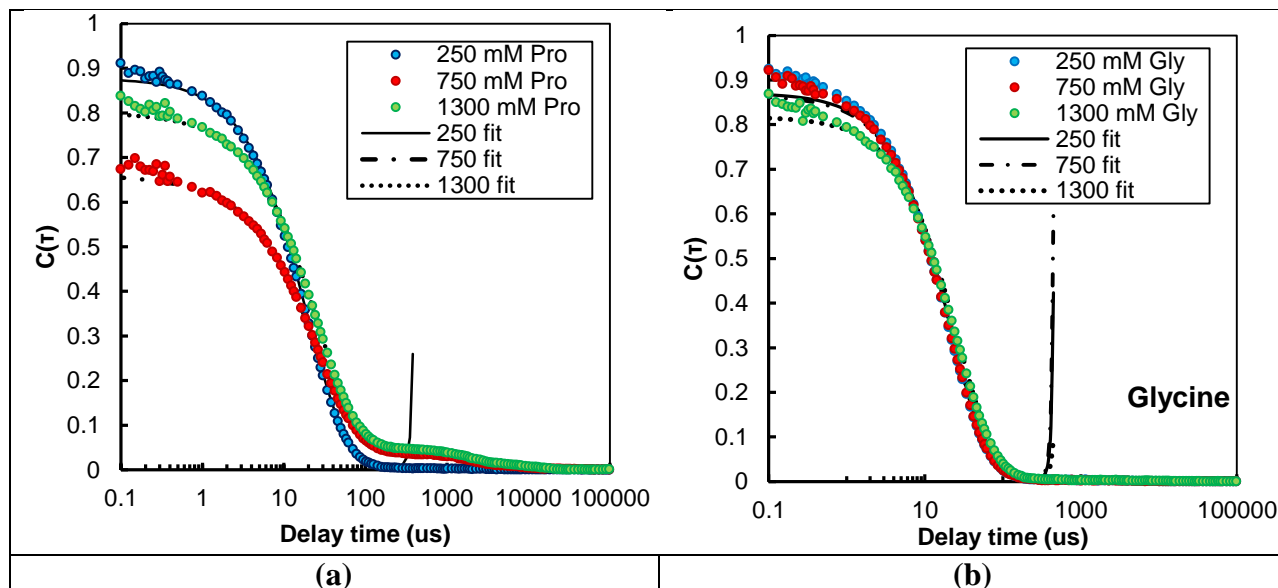 1
0.9
0.8
0.7
0.6
0.5
0.4
0.3
0.2
0.1
0
C(τ)
250 mM Pro
750 mM Pro
1300 mM Pro
250 fit
750 fit
1300 fit
0.1 1 10 100 1000 10000 100000
Delay time (us)
(a)
1
0.9
0.8
0.7
0.6
0.5
0.4
0.3
0.2
0.1
0
C(τ)
250 mM Gly
750 mM Gly
1300 mM Gly
250 fit
750 fit
1300 fit
Glycine
0.1 10 1000 100000
Delay time (us)
(b)